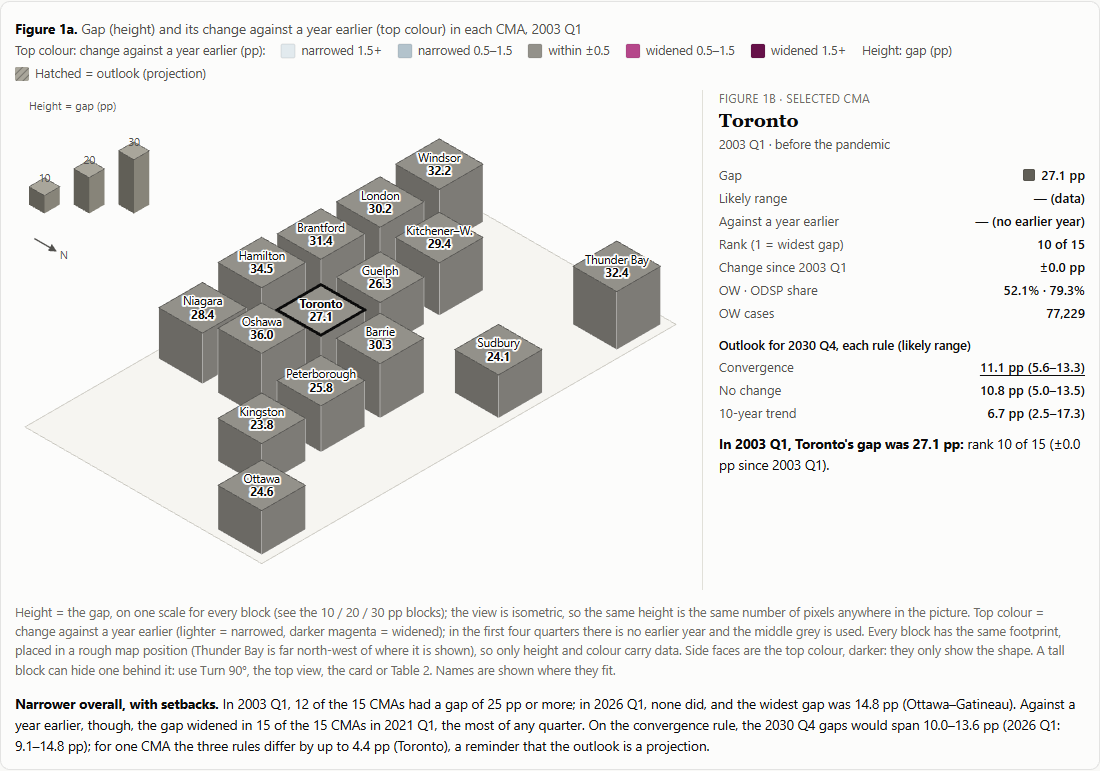 Figure 1a. Gap (height) and its change against a year earlier (top colour) in each CMA, 2003 Q1
Top colour: change against a year earlier (pp): narrowed 1.5+ narrowed 0.5–1.5 within ±0.5 widened 0.5–1.5 widened 1.5+ Height: gap (pp)
Hatched = outlook (projection)
Height = gap (pp)
10
20
30
N
Windsor
32.2
London
30.2
Brantford
31.4
Kitchener–W.
29.4
Hamilton
34.5
Guelph
26.3
Thunder Bay
32.4
Niagara
28.4
Toronto
27.1
Oshawa
36.0
Barrie
30.3
Sudbury
24.1
Peterborough
25.8
Kingston
23.8
Ottawa
24.6
FIGURE 1B · SELECTED CMA
Toronto
2003 Q1 · before the pandemic
Gap 27.1 pp
Likely range — (data)
Against a year earlier — (no earlier year)
Rank (1 = widest gap) 10 of 15
Change since 2003 Q1 ±0.0 pp
OW · ODSP share 52.1% · 79.3%
OW cases 77,229
Outlook for 2030 Q4, each rule (likely range)
Convergence 11.1 pp (5.6–13.3)
No change 10.8 pp (5.0–13.5)
10-year trend 6.7 pp (2.5–17.3)
In 2003 Q1, Toronto's gap was 27.1 pp: rank 10 of 15 (±0.0
pp since 2003 Q1).
Height = the gap, on one scale for every block (see the 10 / 20 / 30 pp blocks); the view is isometric, so the same height is the same number of pixels anywhere in the picture. Top colour =
change against a year earlier (lighter = narrowed, darker magenta = widened); in the first four quarters there is no earlier year and the middle grey is used. Every block has the same footprint,
placed in a rough map position (Thunder Bay is far north-west of where it is shown), so only height and colour carry data. Side faces are the top colour, darker: they only show the shape. A tall
block can hide one behind it: use Turn 90°, the top view, the card or Table 2. Names are shown where they fit.
Narrower overall, with setbacks. In 2003 Q1, 12 of the 15 CMAs had a gap of 25 pp or more; in 2026 Q1, none did, and the widest gap was 14.8 pp (Ottawa–Gatineau). Against a
year earlier, though, the gap widened in 15 of the 15 CMAs in 2021 Q1, the most of any quarter. On the convergence rule, the 2030 Q4 gaps would span 10.0–13.6 pp (2026 Q1:
9.1–14.8 pp); for one CMA the three rules differ by up to 4.4 pp (Toronto), a reminder that the outlook is a projection.